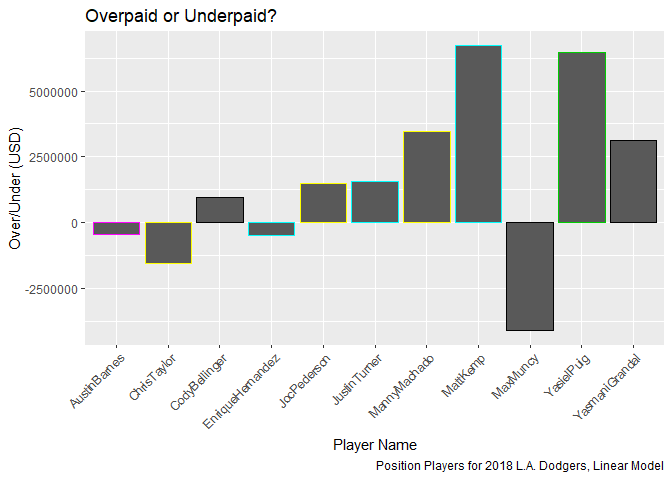 Overpaid or Underpaid?
Over/Under (USD)
5000000
2500000
0
-2500000
AustinBarnes
ChrisTaylor
CodyBellinger
EnriqueHernandez
JocPederson
JustinTurner
MannyMachado
MattKemp
MaxMuncy
YasielPuig
YasmaniGrandal
Player Name
Position Players for 2018 L.A. Dodgers, Linear Model